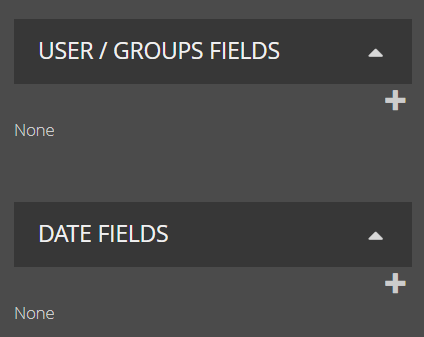 USER / GROUPS FIELDS
None
DATE FIELDS
None